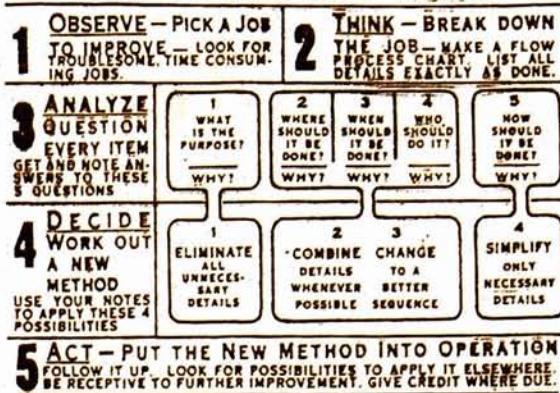 1 OBSERVE – PICK A JOB
TO IMPROVE – LOOK FOR
TROUBLESOME, TIME CONSUM-
ING JOBS.
2 THINK – BREAK DOWN
THE JOB – MAKE A FLOW
PROCESS CHART. LIST ALL
DETAILS EXACTLY AS DONE.
3 ANALYZE
QUESTION
EVERY ITEM
GET AND NOTE AN-
SWERS TO THESE
5 QUESTIONS
1
WHAT
IS THE
PURPOSE?
WHY?
2
WHERE
SHOULD
IT BE
DONE?
WHY?
3
WHEN
SHOULD
IT BE
DONE?
WHY?
4
WHO
SHOULD
DO IT?
WHY?
5
HOW
SHOULD
IT BE
DONE?
WHY?
4 DECIDE
WORK OUT
A NEW
METHOD
USE YOUR NOTES
TO APPLY THESE 4
POSSIBILITIES
1
ELIMINATE
ALL
UNNECES-
SARY
DETAILS
2 3
COMBINE CHANGE
DETAILS TO A
WHENEVER BETTER
POSSIBLE SEQUENCE
4
SIMPLIFY
ONLY
NECESSARY
DETAILS
5 ACT – PUT THE NEW METHOD INTO OPERATION
FOLLOW IT UP. LOOK FOR POSSIBILITIES TO APPLY IT ELSEWHERE.
BE RECEPTIVE TO FURTHER IMPROVEMENT. GIVE CREDIT WHERE DUE.